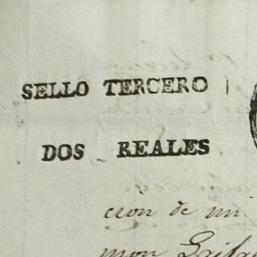 SELLO TERCERO
DOS REALES
cion de mi